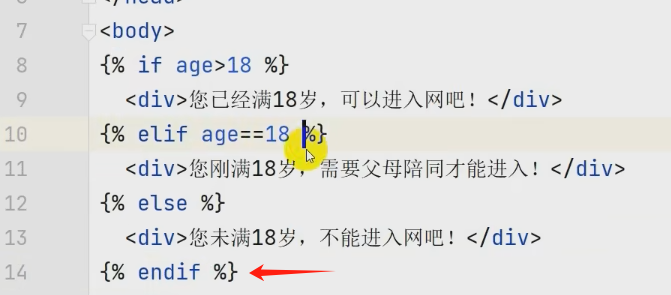 7 <body>
8 {% if age>18 %}
9 <div>您已经满18岁，可以进入网吧！</div>
10 {% elif age==18 %}
11 <div>您刚满18岁，需要父母陪同才能进入！</div>
12 {% else %}
13 <div>您未满18岁，不能进入网吧！</div>
14 {% endif %}